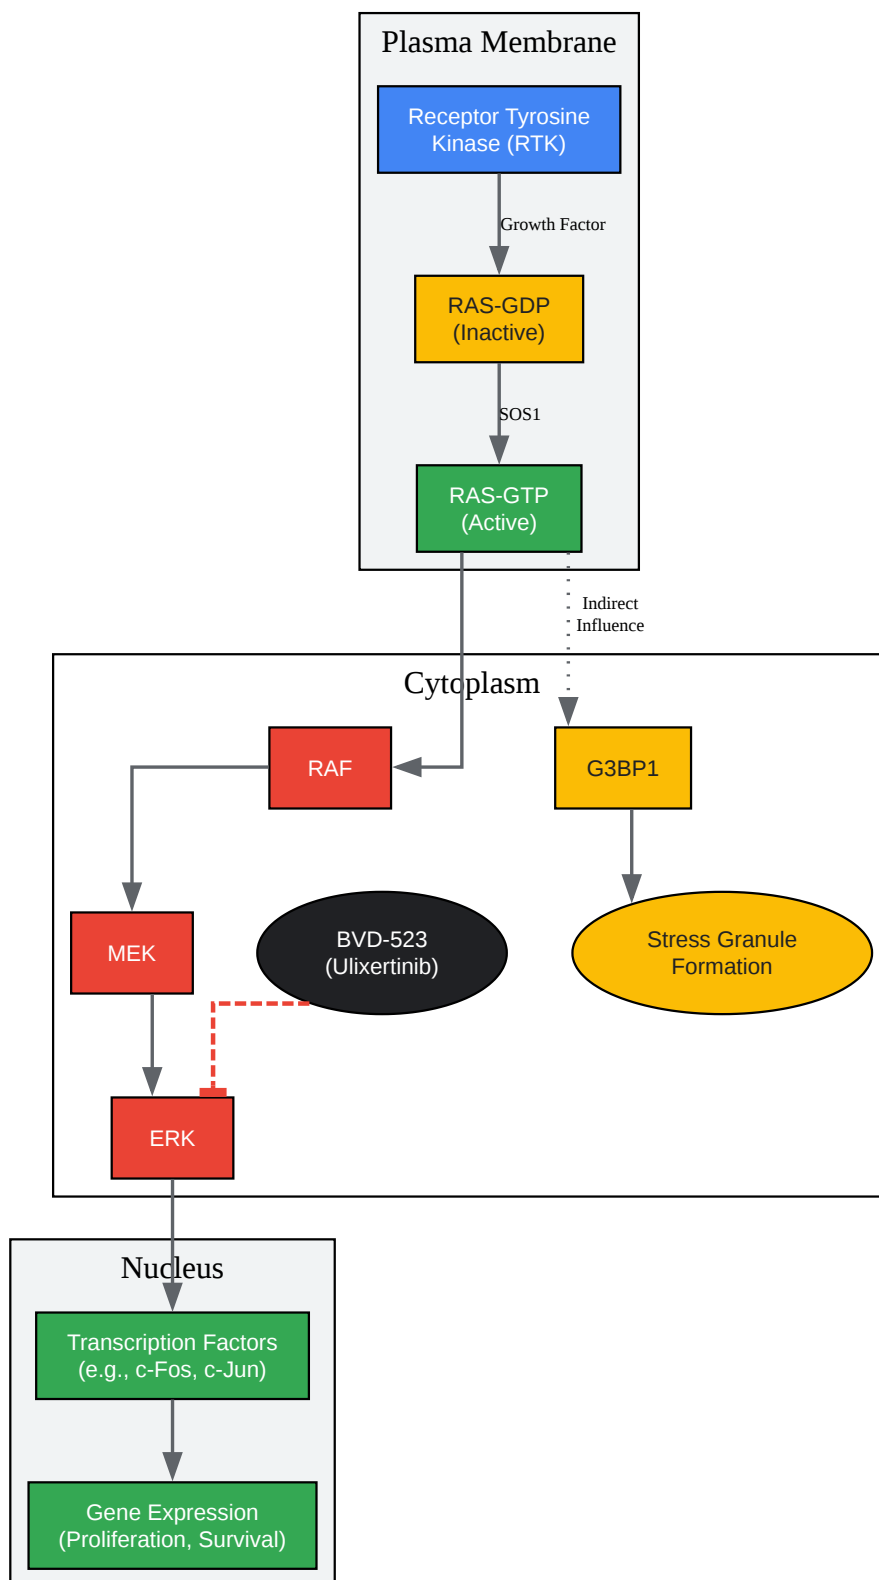 Plasma Membrane
Receptor Tyrosine
Kinase (RTK)
Growth Factor
RAS-GDP
(Inactive)
SOS1
RAS-GTP
(Active)
Indirect
Influence
Cytoplasm
RAF
G3BP1
MEK
BVD-523
(Ulixertinib)
Stress Granule
Formation
ERK
Nucleus
Transcription Factors
(e.g., c-Fos, c-Jun)
Gene Expression
(Proliferation, Survival)